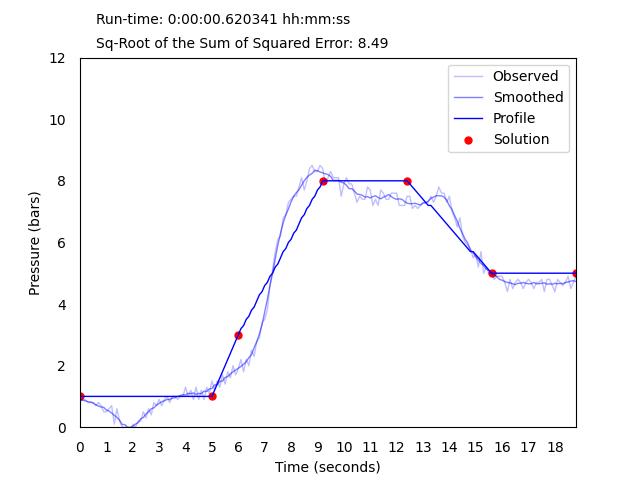 Run-time: 0:00:00.620341 hh:mm:ss
Sq-Root of the Sum of Squared Error: 8.49
12
10
8
6
4
2
0
Pressure (bars)
Observed
Smoothed
Profile
Solution
0 1 2 3 4 5 6 7 8 9 10 11 12 13 14 15 16 17 18
Time (seconds)